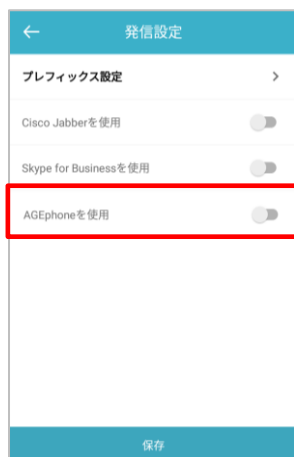 発信設定
プレフィックス設定
Cisco Jabberを使用
Skype for Businessを使用
AGEphoneを使用
保存